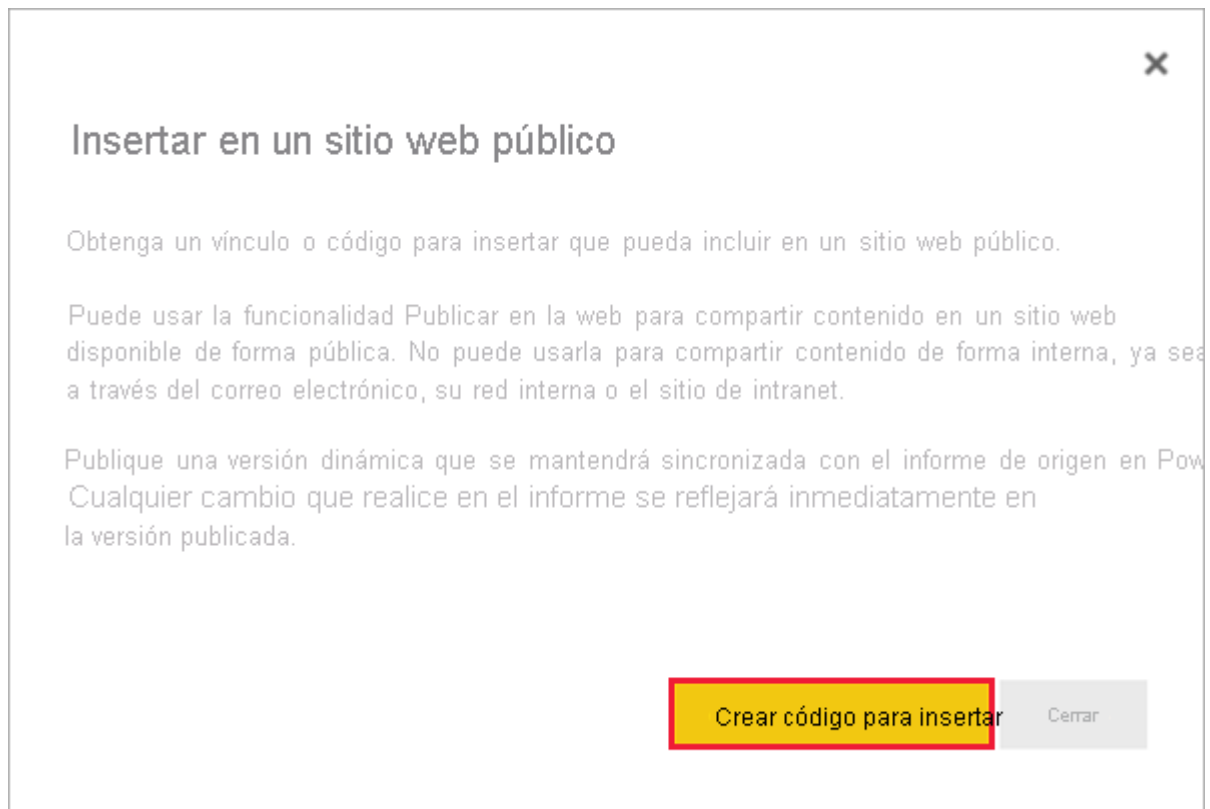 Insertar en un sitio web público
Obtenga un vínculo o código para insertar que pueda incluir en un sitio web público.
Puede usar la funcionalidad Publicar en la web para compartir contenido en un sitio web
disponible de forma pública. No puede usarla para compartir contenido de forma interna, ya sea
a través del correo electrónico, su red interna o el sitio de intranet.
Publique una versión dinámica que se mantendrá sincronizada con el informe de origen en Pow
Cualquier cambio que realice en el informe se reflejará inmediatamente en
la versión publicada.
Crear código para insertar
Cerrar